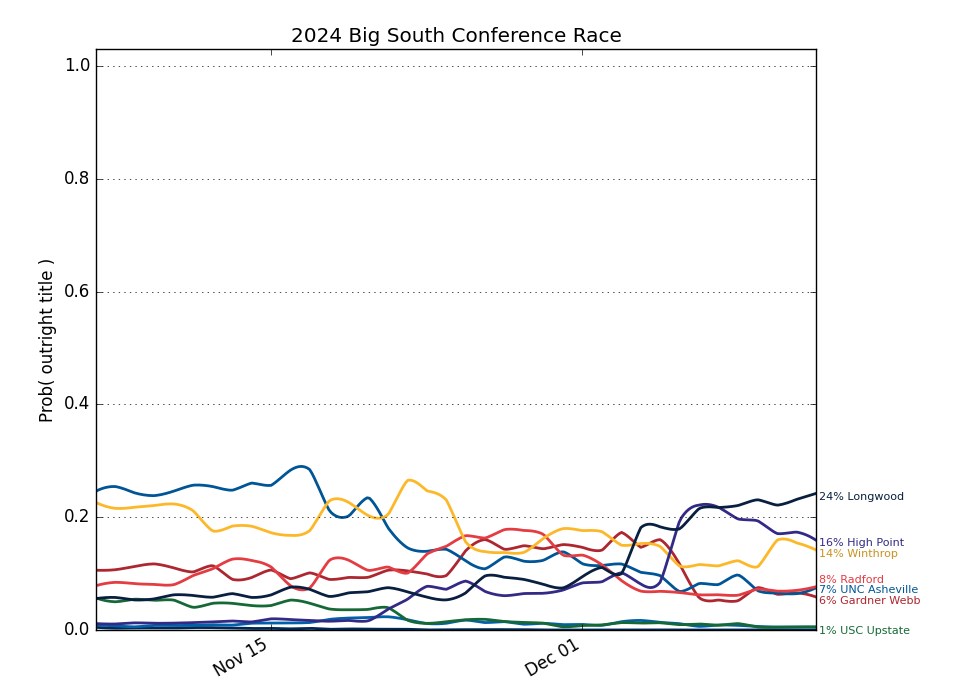 2024 Big South Conference Race
Prob( outright title )
1.0
0.8
0.6
0.4
0.2
0.0
Nov 15
Dec 01
24% Longwood
16% High Point
14% Winthrop
8% Radford
7% UNC Asheville
6% Gardner Webb
1% USC Upstate